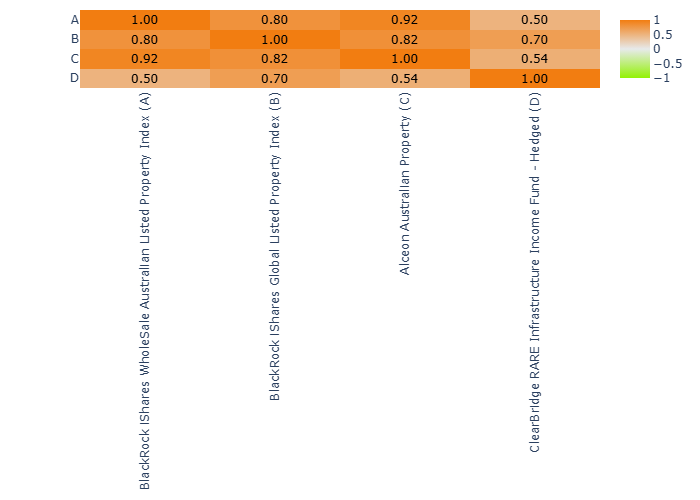 A 1.00 0.80 0.92 0.50
B 0.80 1.00 0.82 0.70
C 0.92 0.82 1.00 0.54
D 0.50 0.70 0.54 1.00
1
0.5
0
−0.5
−1
BlackRock IShares WholeSale Australian Listed Property Index (A)
BlackRock IShares Global Listed Property Index (B)
Alceon Australian Property (C)
ClearBridge RARE Infrastructure Income Fund - Hedged (D)